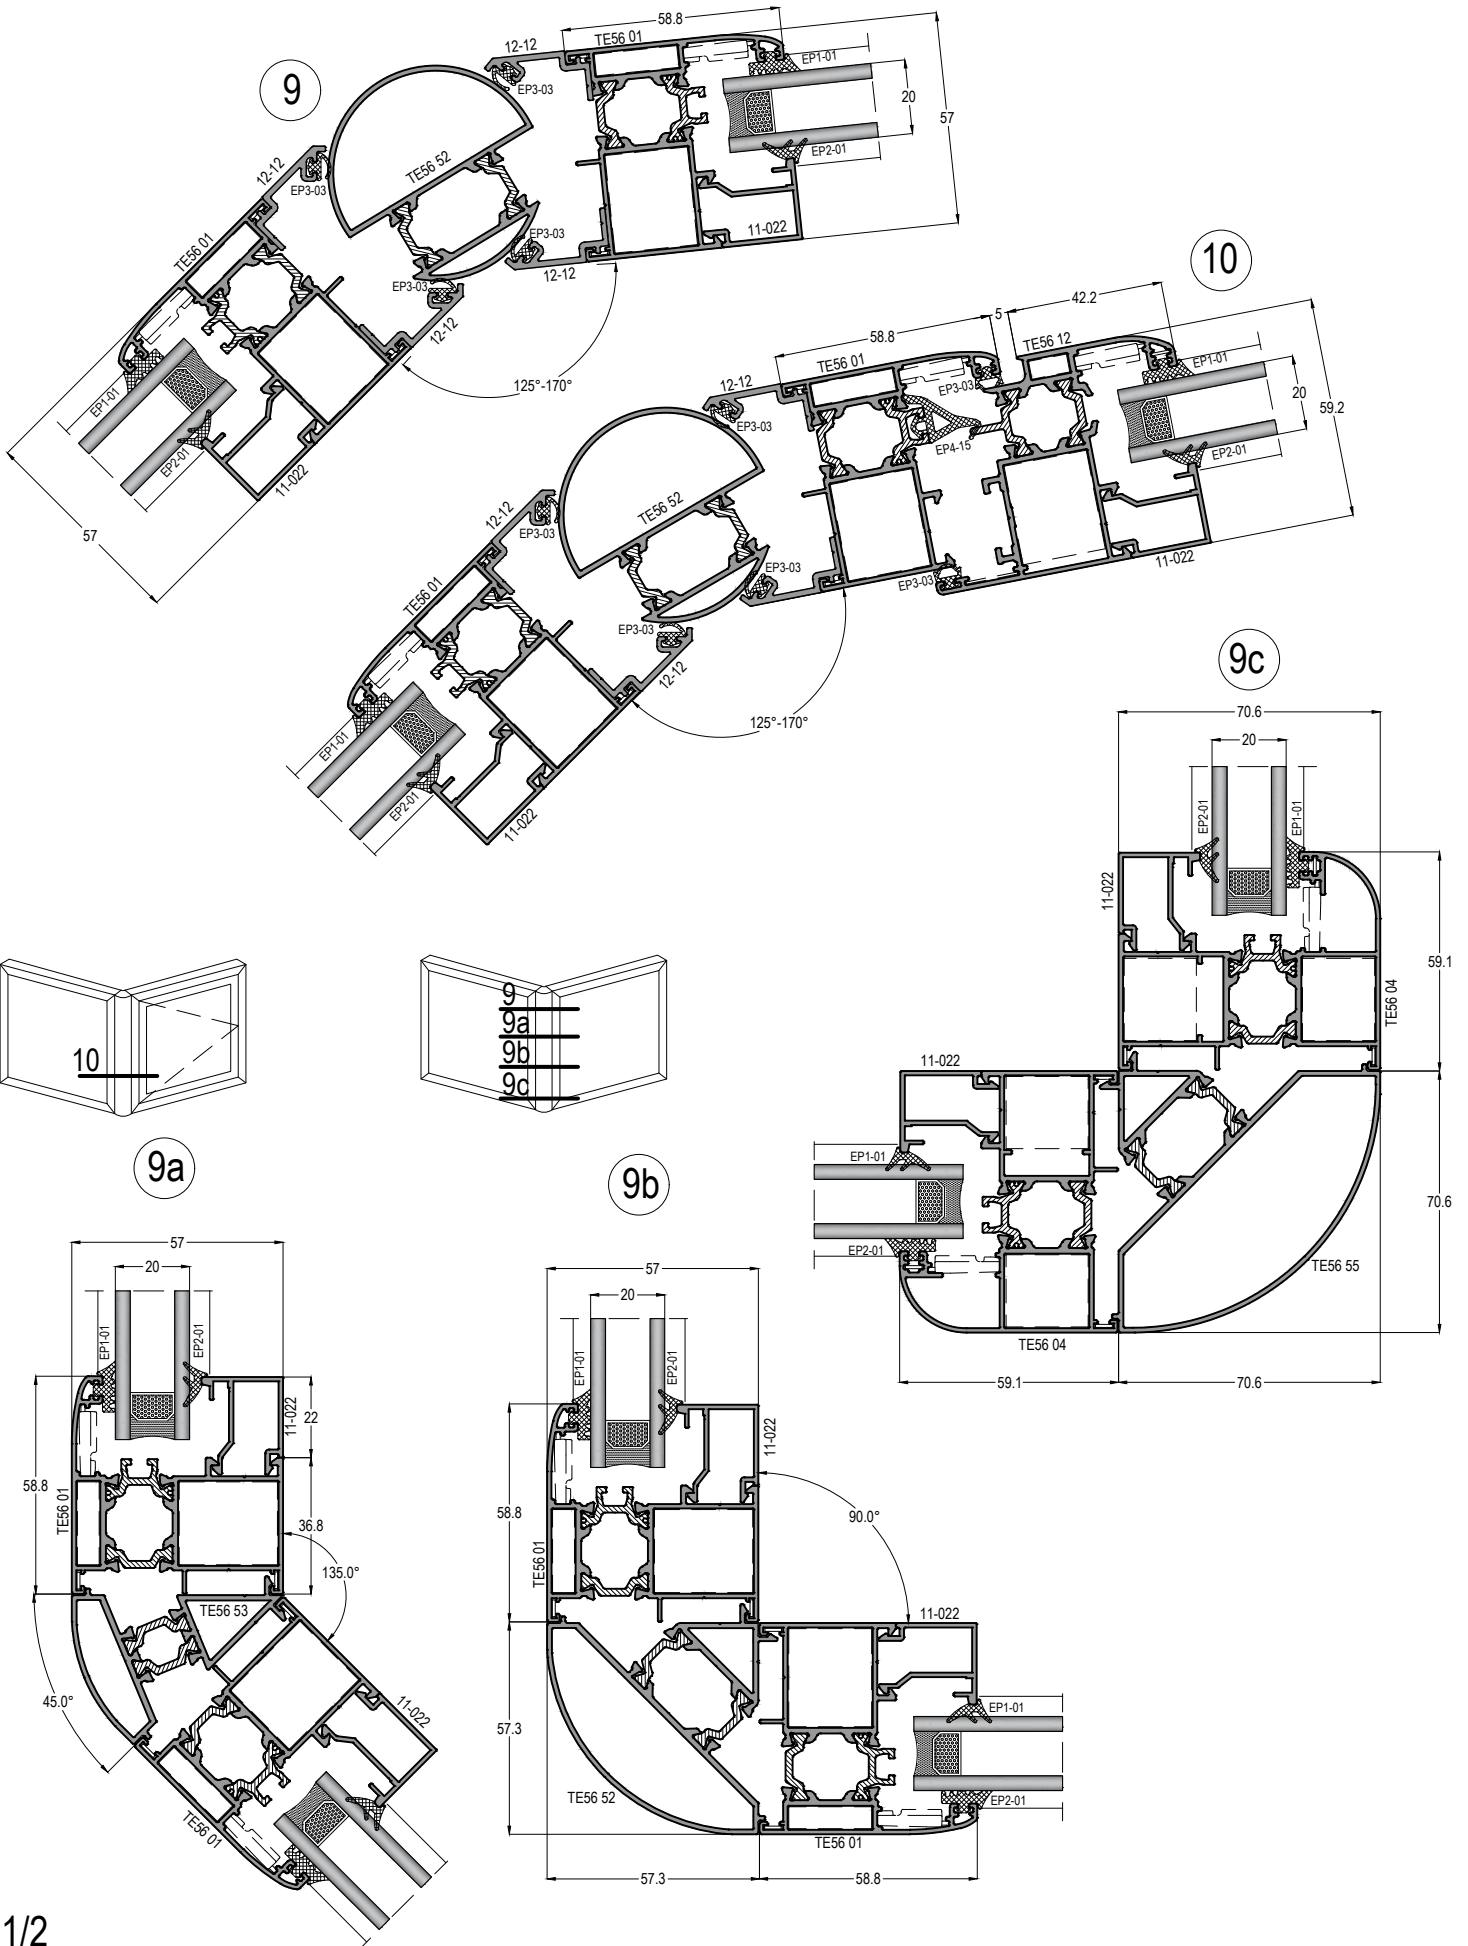 9
58.8
12-12
TE56 01
EP1-01
EP3-03
20
57
TE56 52
EP2-01
12-12
EP3-03
11-022
EP3-03
12-12
TE56 01
EP3-03
12-12
125°-170°
EP1-01
EP2-01
11-022
57
10
42.2
5
58.8
TE56 12
TE56 01
EP1-01
12-12
EP3-03
20
59.2
EP3-03
EP4-15
EP2-01
TE56 52
12-12
EP3-03
EP3-03
EP3-03
11-022
TE56 01
EP3-03
12-12
125°-170°
EP1-01
EP2-01
11-022
9c
70.6
20
EP2-01
EP1-01
11-022
59.1
TE56 04
11-022
EP1-01
EP2-01
70.6
TE56 55
TE56 04
59.1
70.6
10
9
9a
9b
9c
9a
57
20
EP1-01
EP2-01
11-022
22
58.8
TE56 01
36.8
135.0°
TE56 53
45.0°
11-022
TE56 01
9b
57
20
EP1-01
EP2-01
11-022
58.8
90.0°
TE56 01
11-022
EP1-01
57.3
TE56 52
EP2-01
TE56 01
57.3
58.8
1/2